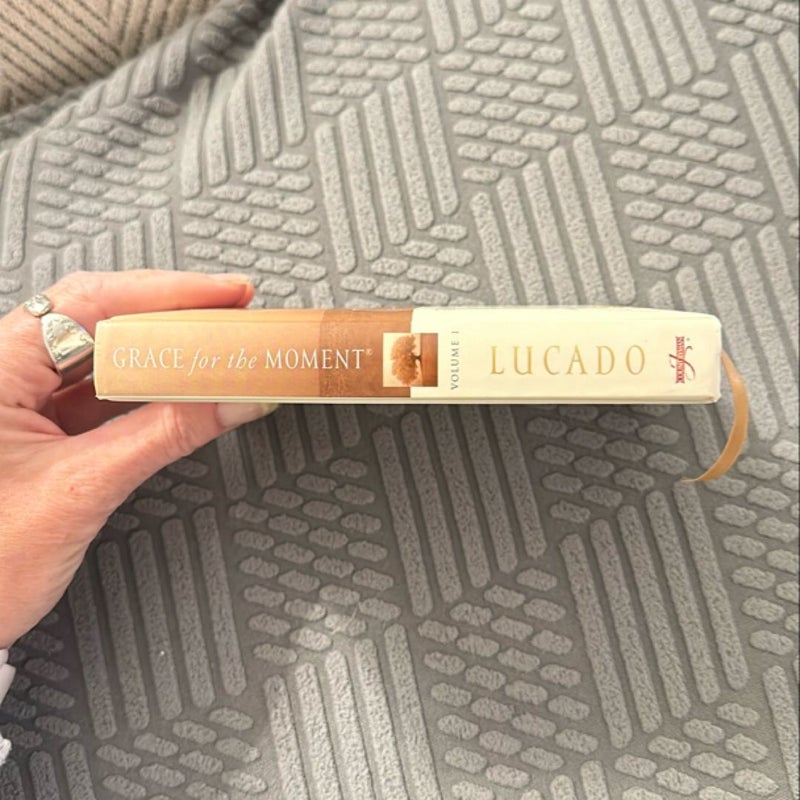 GRACE for the MOMENT®
VOLUME 1
LUCADO